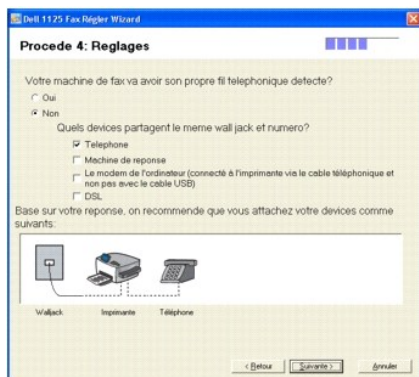 Dell 1125 Fax Régler Wizard
Procede 4: Reglages
Votre machine de fax va avoir son propre fil telephonique detecte?
Oui
Non
Quels devices partagent le meme wall jack et numero?
Telephone
Machine de reponse
Le modem de l'ordinateur (connecté à l'imprimante via le cable téléphonique et
non pas avec le cable USB)
DSL
Base sur votre reponse, on recommende que vous attachez votre devices comme
suivants:
Walljack Imprimante Téléphone
< Retour Suivante > Annuler